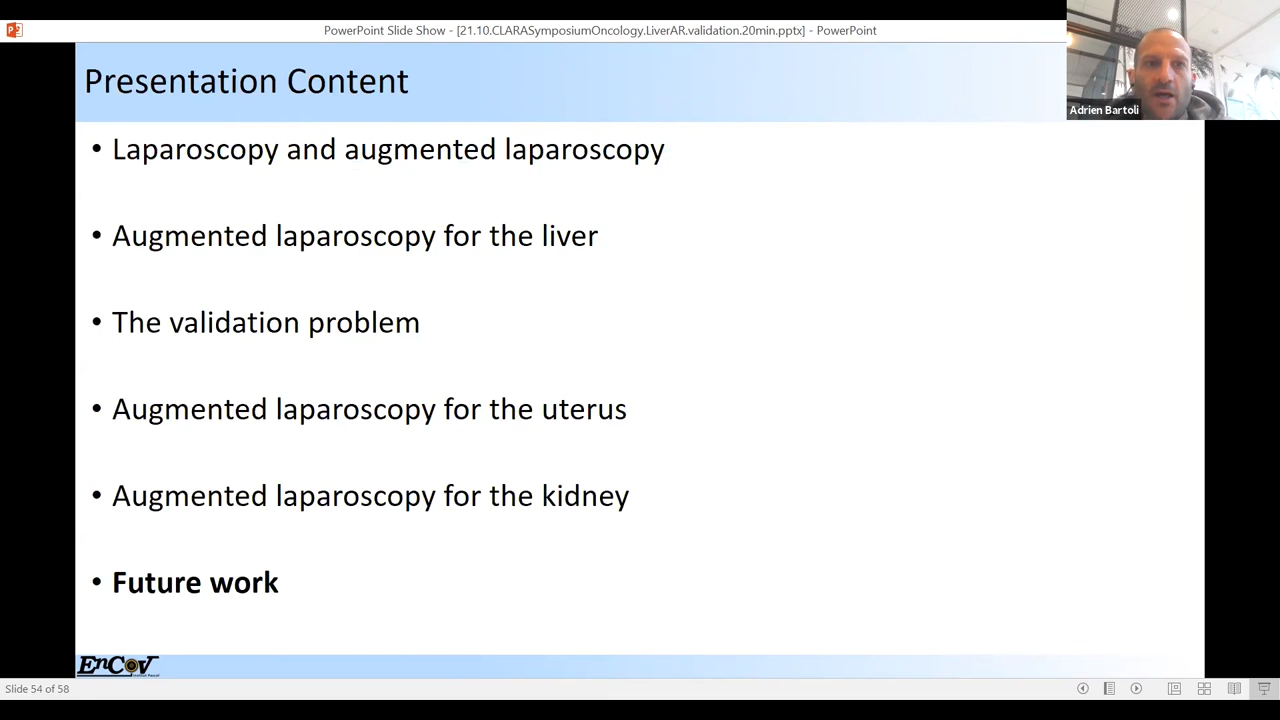 PowerPoint Slide Show - [21.10.CLARASymposiumOncology.LiverAR.validation.20min.pptx] - PowerPoint
Presentation Content
Adrien Bartoli
• Laparoscopy and augmented laparoscopy
• Augmented laparoscopy for the liver
• The validation problem
• Augmented laparoscopy for the uterus
• Augmented laparoscopy for the kidney
• Future work
EnCoV
Slide 54 of 58